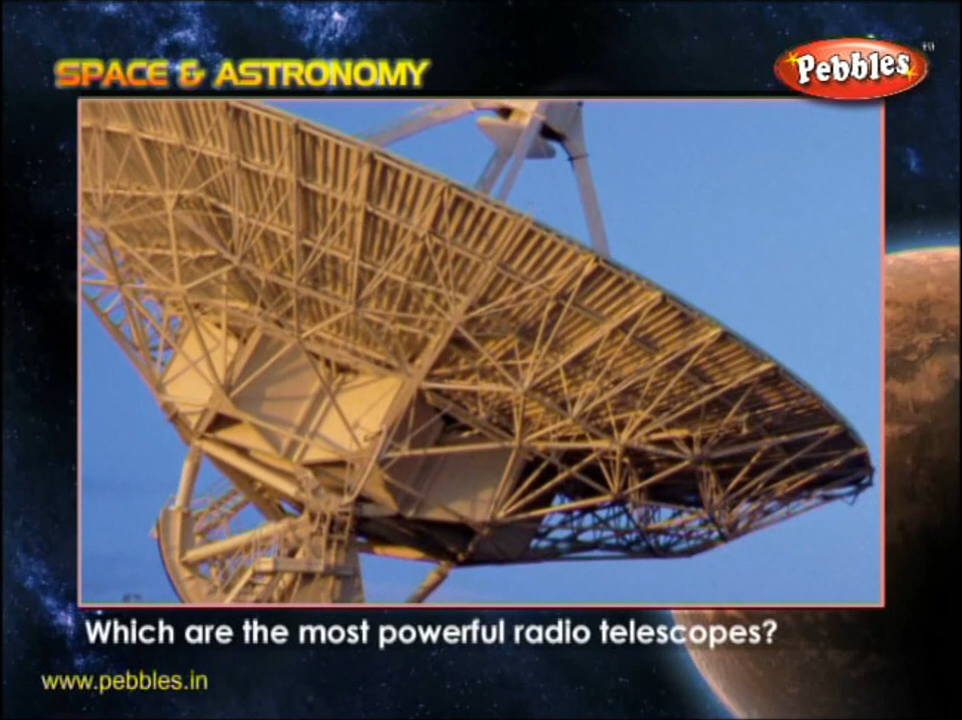 SPACE & ASTRONOMY
Pebbles
Which are the most powerful radio telescopes?
www.pebbles.in